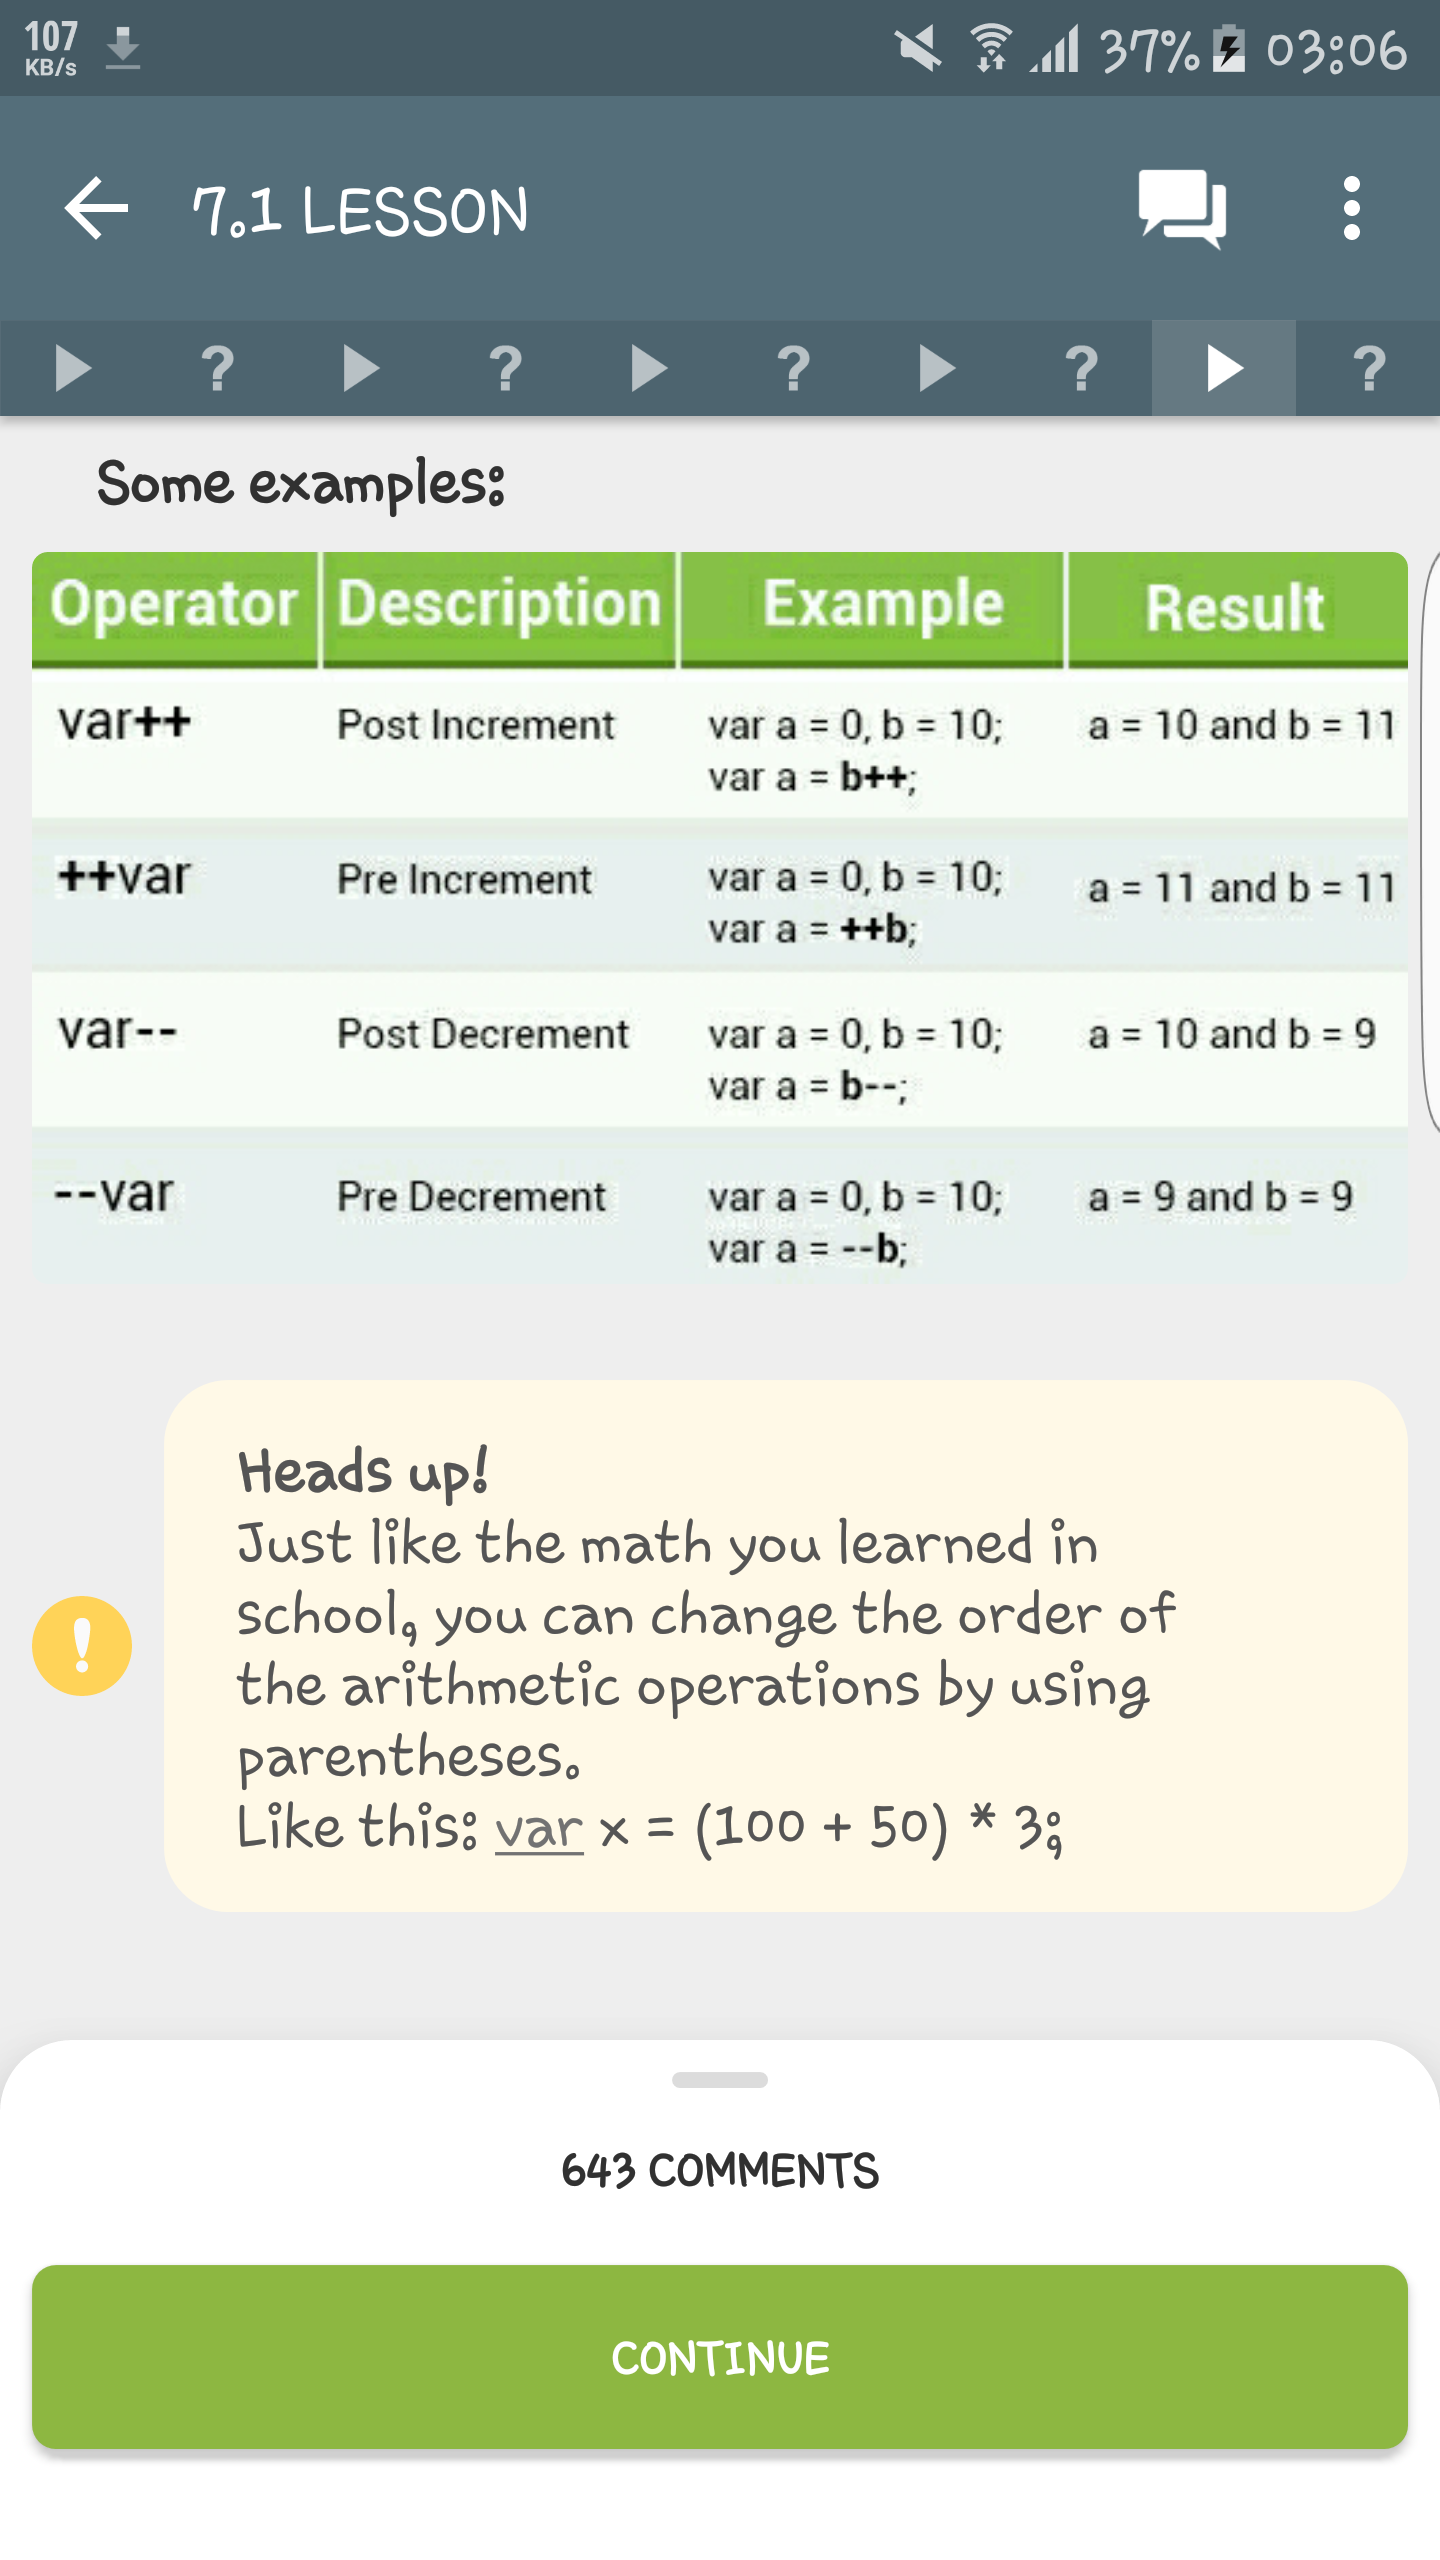 107
KB/s
37% 03:06
7.1 LESSON
? ? ? ? ?
Some examples:
Operator Description Example Result
var++ Post Increment var a = 0, b = 10; a = 10 and b = 11
var a = b++;
++var Pre Increment var a = 0, b = 10; a = 11 and b = 11
var a = ++b;
var-- Post Decrement var a = 0, b = 10; a = 10 and b = 9
var a = b--;
--var Pre Decrement var a = 0, b = 10; a = 9 and b = 9
var a = --b;
Heads up!
Just like the math you learned in
school, you can change the order of
the arithmetic operations by using
parentheses.
Like this: var x = (100 + 50) * 3;
643 COMMENTS
CONTINUE